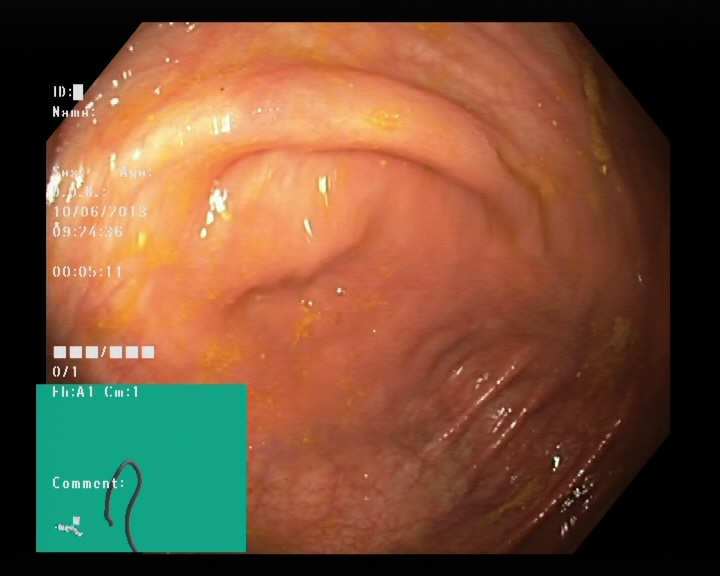 ID:
Name:
Sex: Age:
D.O.B.:
10/06/2013
09:24:36
00:05:11
■■■/■■■
0/1
Eh:A1 Cm:1
Comment: